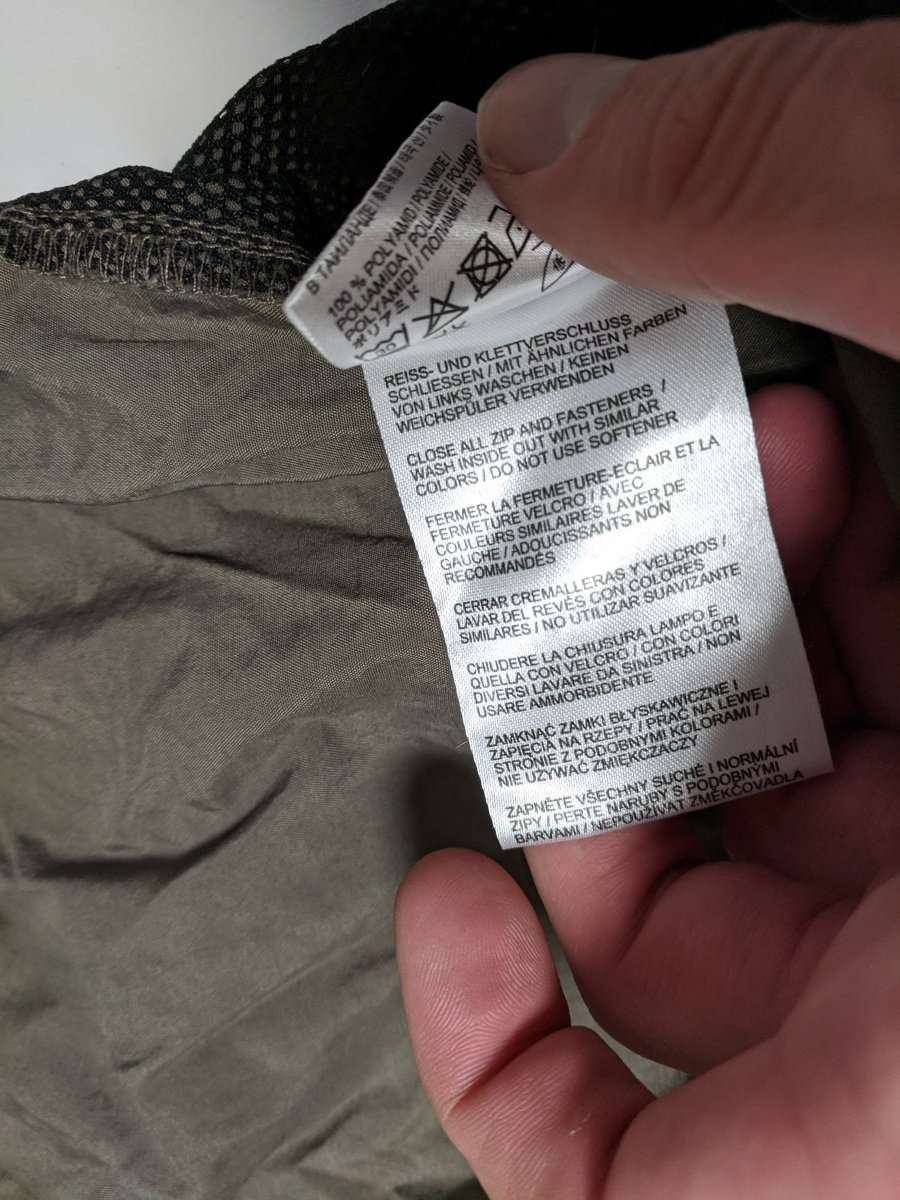 В ТАИЛАНДЕ /
100 % POLYAMID / POLYAMIDE /
POLIAMIDA / POLIAMMIDE / POLIAMID /
POLYAMIDI / ПОЛИАМИД /
ポリアミド
30
REISS- UND KLETTVERSCHLUSS
SCHLIESSEN / MIT ÄHNLICHEN FARBEN
VON LINKS WASCHEN / KEINEN
WEICHSPÜLER VERWENDEN
CLOSE ALL ZIP AND FASTENERS /
WASH INSIDE OUT WITH SIMILAR
COLORS / DO NOT USE SOFTENER
FERMER LA FERMETURE-ECLAIR ET LA
FERMETURE VELCRO / AVEC
COULEURS SIMILAIRES LAVER DE
GAUCHE / ADOUCISSANTS NON
RECOMMANDÉS
CERRAR CREMALLERAS Y VELCROS /
LAVAR DEL REVÉS CON COLORES
SIMILARES / NO UTILIZAR SUAVIZANTE
CHIUDERE LA CHIUSURA LAMPO E
QUELLA CON VELCRO / CON COLORI
DIVERSI LAVARE DA SINISTRA / NON
USARE AMMORBIDENTE
ZAMKNĄĆ ZAMKI BŁYSKAWICZNE I
ZAPIĘCIA NA RZEPY / PRAĆ NA LEWEJ
STRONIE Z PODOBNYMI KOLORAMI /
NIE UŻYWAĆ ZMIĘKCZACZY
ZAPNĚTE VŠECHNY SUCHÉ I NORMÁLNÍ
ZIPY / PERTE NARUBY S PODOBNÝMI
BARVAMI / NEPOUŽÍVAT ZMĚKČOVADLA